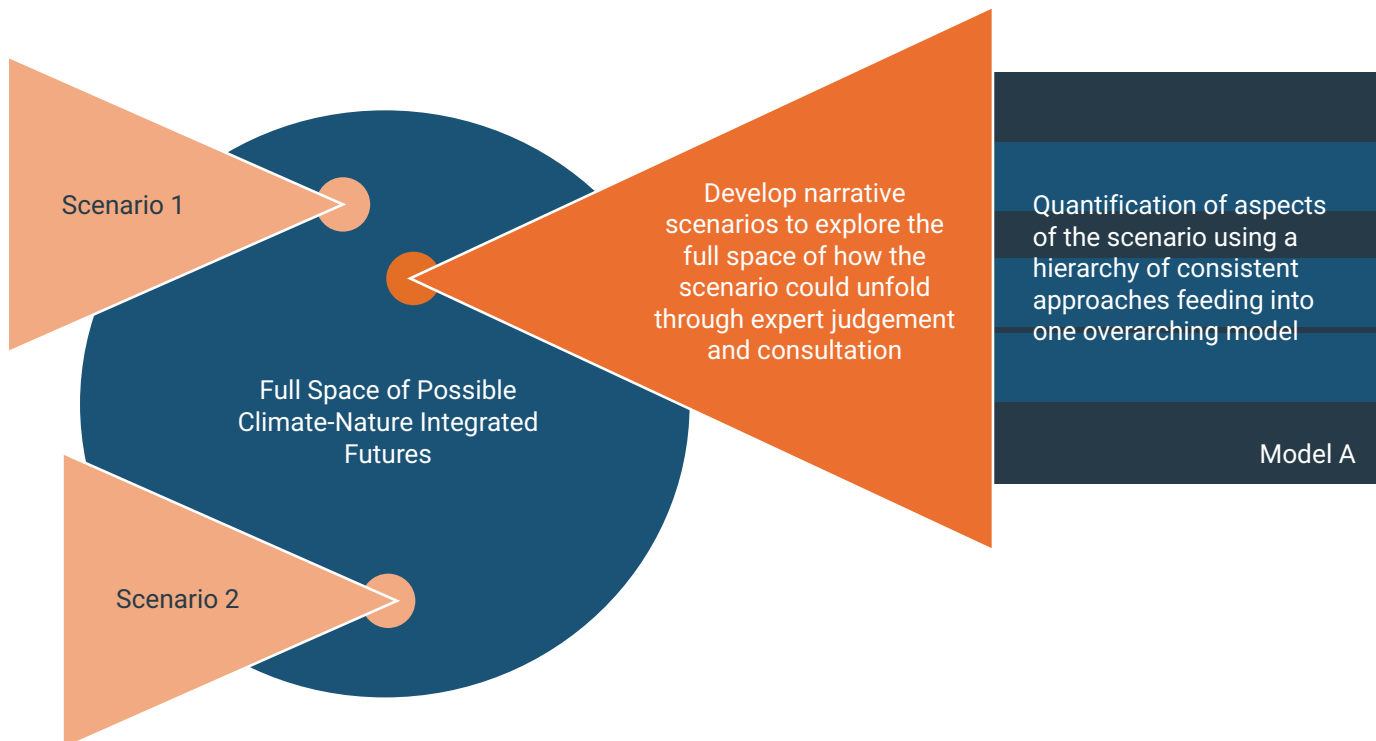 Scenario 1
Full Space of Possible
Climate-Nature Integrated
Futures
Scenario 2
Develop narrative
scenarios to explore the
full space of how the
scenario could unfold
through expert judgement
and consultation
Quantification of aspects
of the scenario using a
hierarchy of consistent
approaches feeding into
one overarching model
Model A